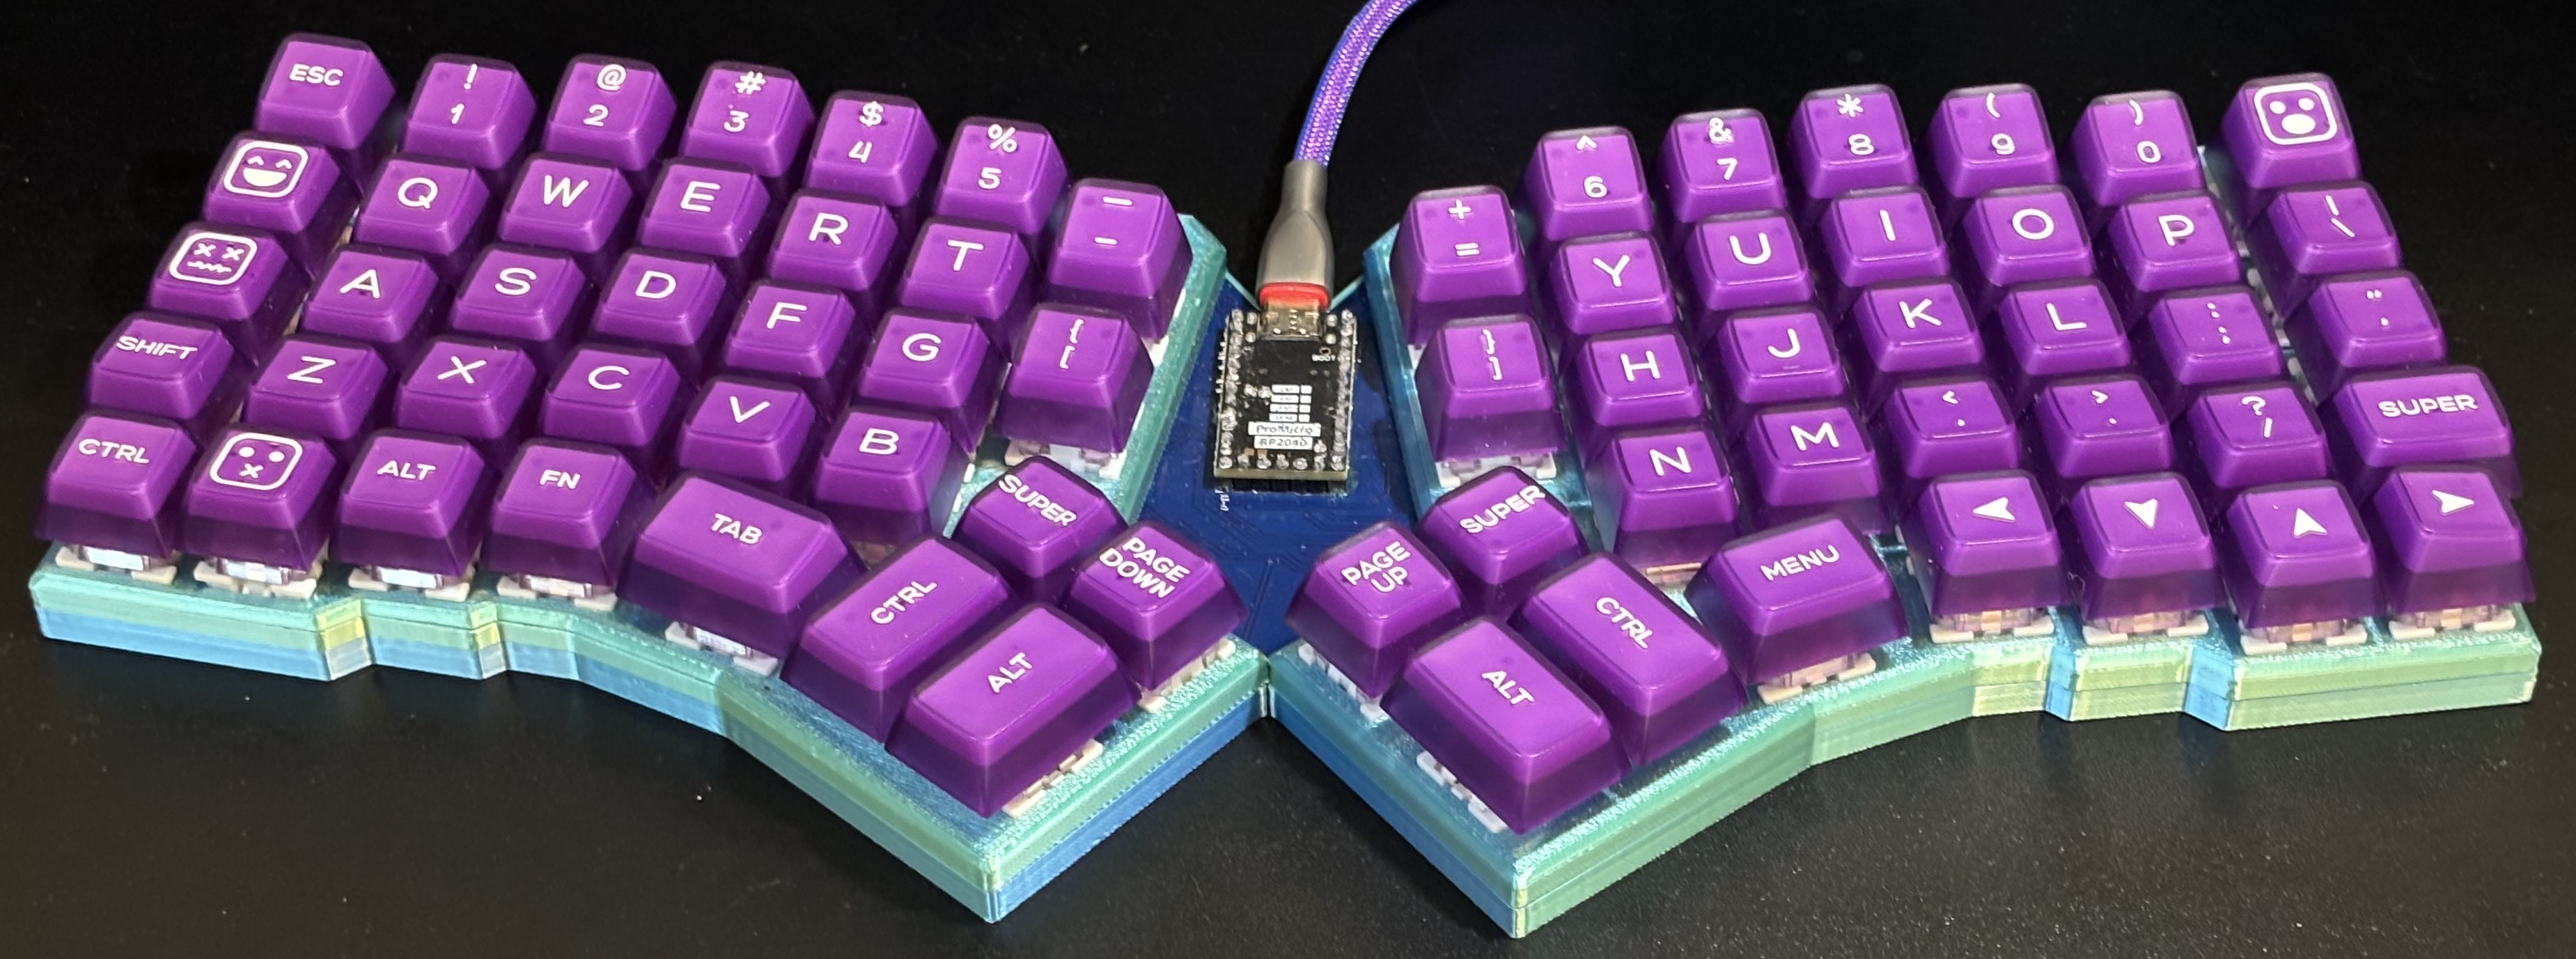 ESC
! 1
@ 2
# 3
$ 4
% 5
Q
W
E
R
T
_ -
A
S
D
F
G
{ [
SHIFT
Z
X
C
V
B
CTRL
ALT
FN
TAB
SUPER
CTRL
ALT
PAGE
DOWN
BOOT
ProMicro
RP2040
^ 6
& 7
* 8
( 9
) 0
+ =
Y
U
I
O
P
| \
} ]
H
J
K
L
: ;
" '
N
M
< ,
> .
? /
SUPER
SUPER
PAGE
UP
CTRL
ALT
MENU